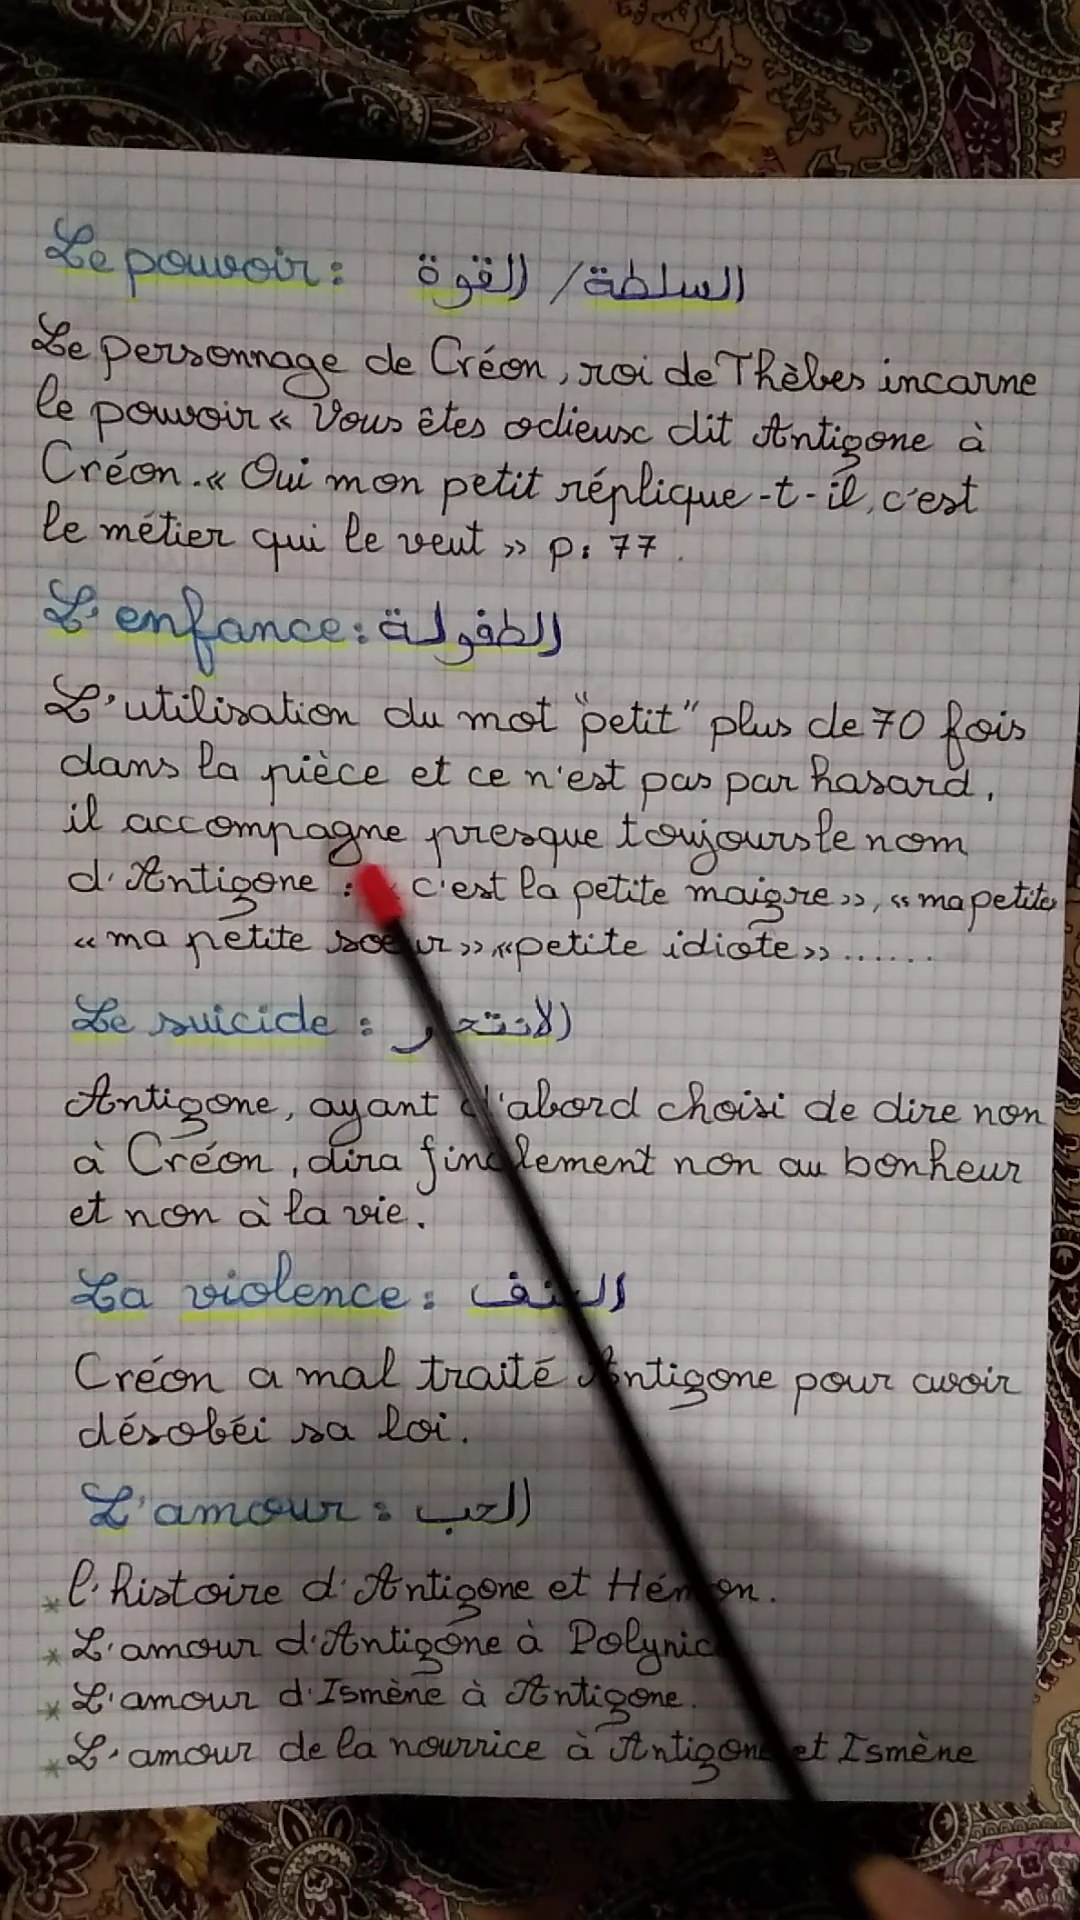 Le pouvoir : السلطة / القوة
Le personnage de Créon, roi de Thèbes incarne
le pouvoir « Vous êtes odieux dit Antigone à
Créon. « Oui mon petit réplique-t-il, c'est
le métier qui le veut » p: 77.
L'enfance : الطفولة
L'utilisation du mot "petit" plus de 70 fois
dans la pièce et ce n'est pas par hasard.
il accompagne presque toujours le nom
d'Antigone : c'est la petite maigre », « ma petite
« ma petite soeur » « petite idiote » ......
Le suicide : الانتحار
Antigone, ayant d'abord choisi de dire non
à Créon, dira finalement non au bonheur
et non à la vie.
La violence : العنف
Créon a mal traité Antigone pour avoir
désobéi sa loi.
L'amour : الحب
* l'histoire d'Antigone et Hémon.
* L'amour d'Antigone à Polynic
* L'amour d'Ismène à Antigone.
* L'amour de la nourrice à Antigone et Ismène